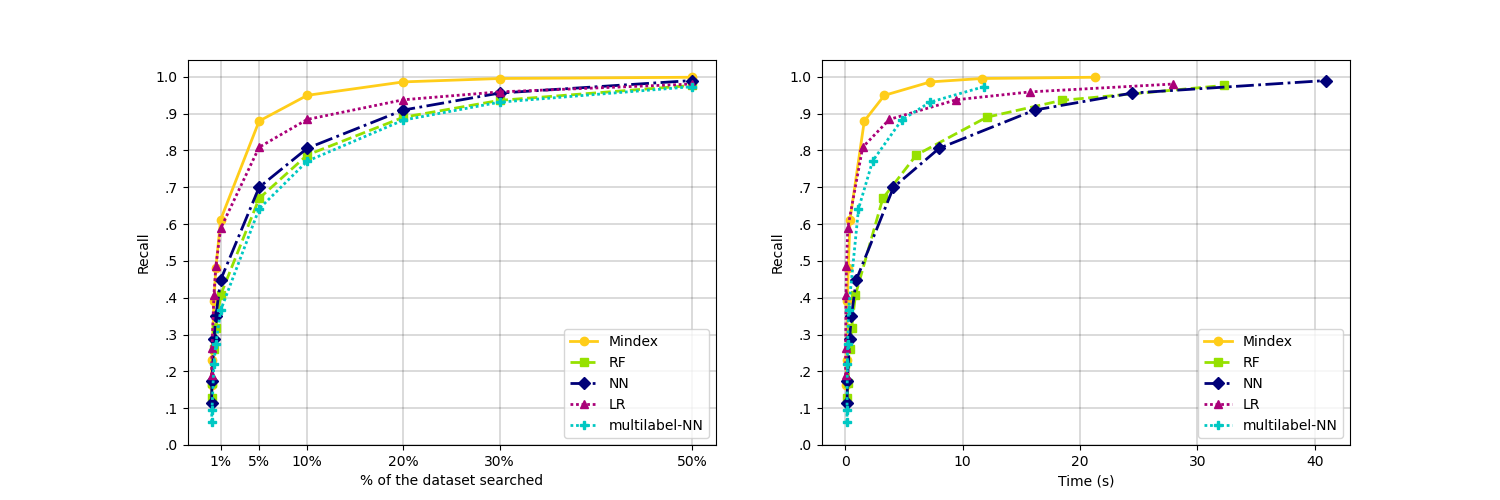 1.0
.9
.8
.7
.6
.5
.4
.3
.2
.1
.0
Recall
1% 5% 10% 20% 30% 50%
% of the dataset searched
Mindex
RF
NN
LR
multilabel-NN
1.0
.9
.8
.7
.6
.5
.4
.3
.2
.1
.0
Recall
0 10 20 30 40
Time (s)
Mindex
RF
NN
LR
multilabel-NN